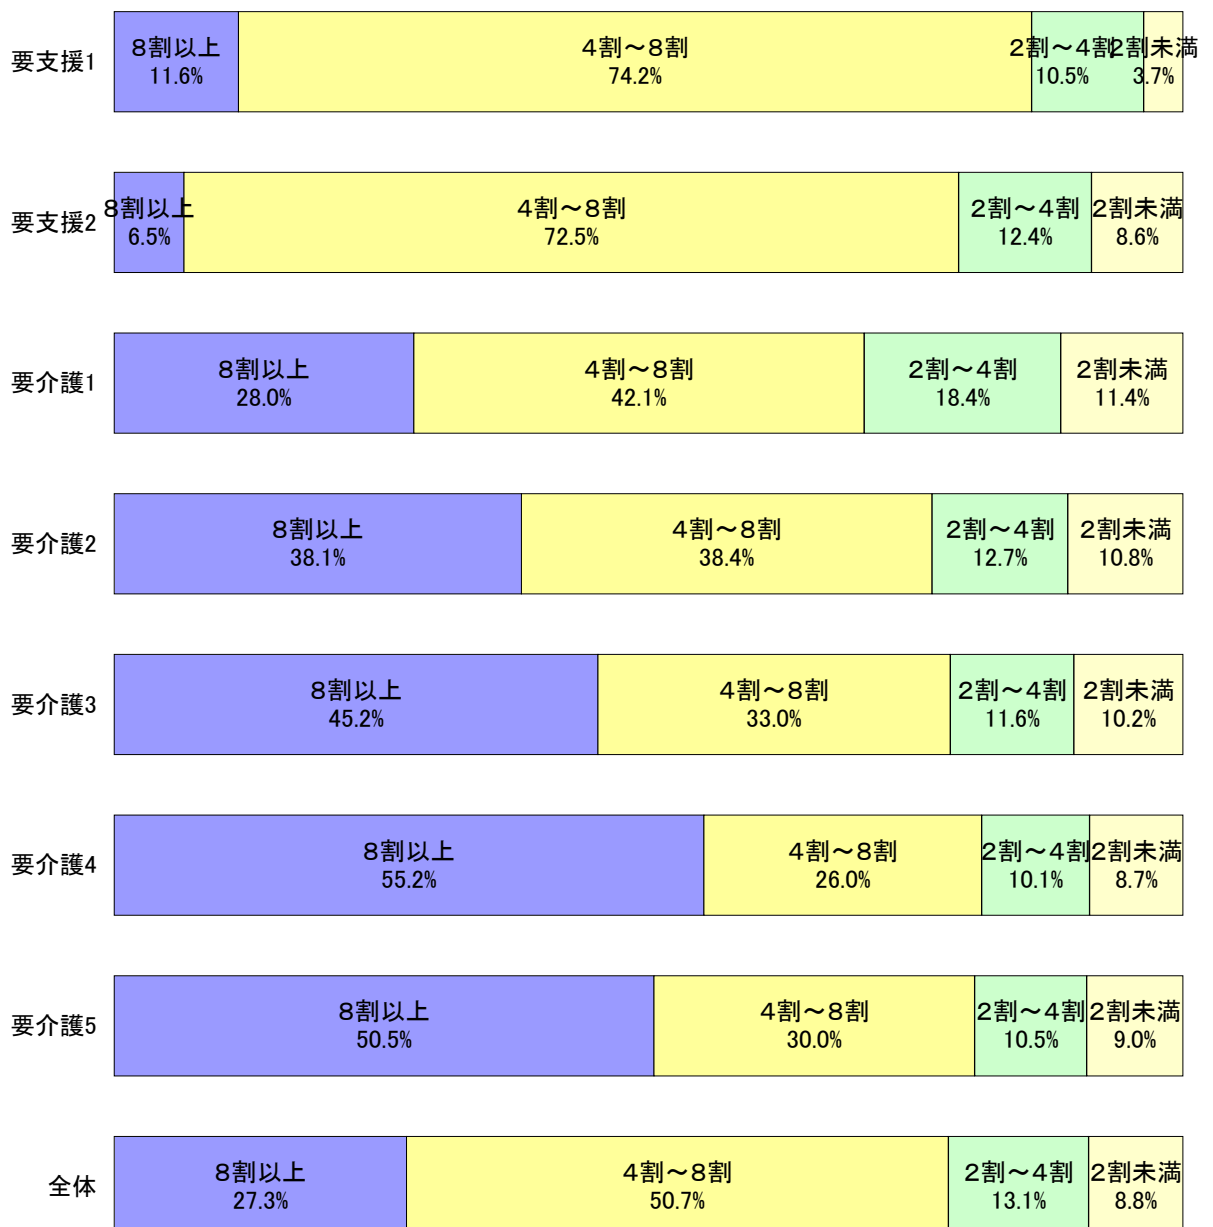 要支援1
8割以上 4割～8割 2割～4割 2割未満
11.6% 74.2% 10.5% 3.7%
要支援2
8割以上 4割～8割 2割～4割 2割未満
6.5% 72.5% 12.4% 8.6%
要介護1
8割以上 4割～8割 2割～4割 2割未満
28.0% 42.1% 18.4% 11.4%
要介護2
8割以上 4割～8割 2割～4割 2割未満
38.1% 38.4% 12.7% 10.8%
要介護3
8割以上 4割～8割 2割～4割 2割未満
45.2% 33.0% 11.6% 10.2%
要介護4
8割以上 4割～8割 2割～4割 2割未満
55.2% 26.0% 10.1% 8.7%
要介護5
8割以上 4割～8割 2割～4割 2割未満
50.5% 30.0% 10.5% 9.0%
全体
8割以上 4割～8割 2割～4割 2割未満
27.3% 50.7% 13.1% 8.8%